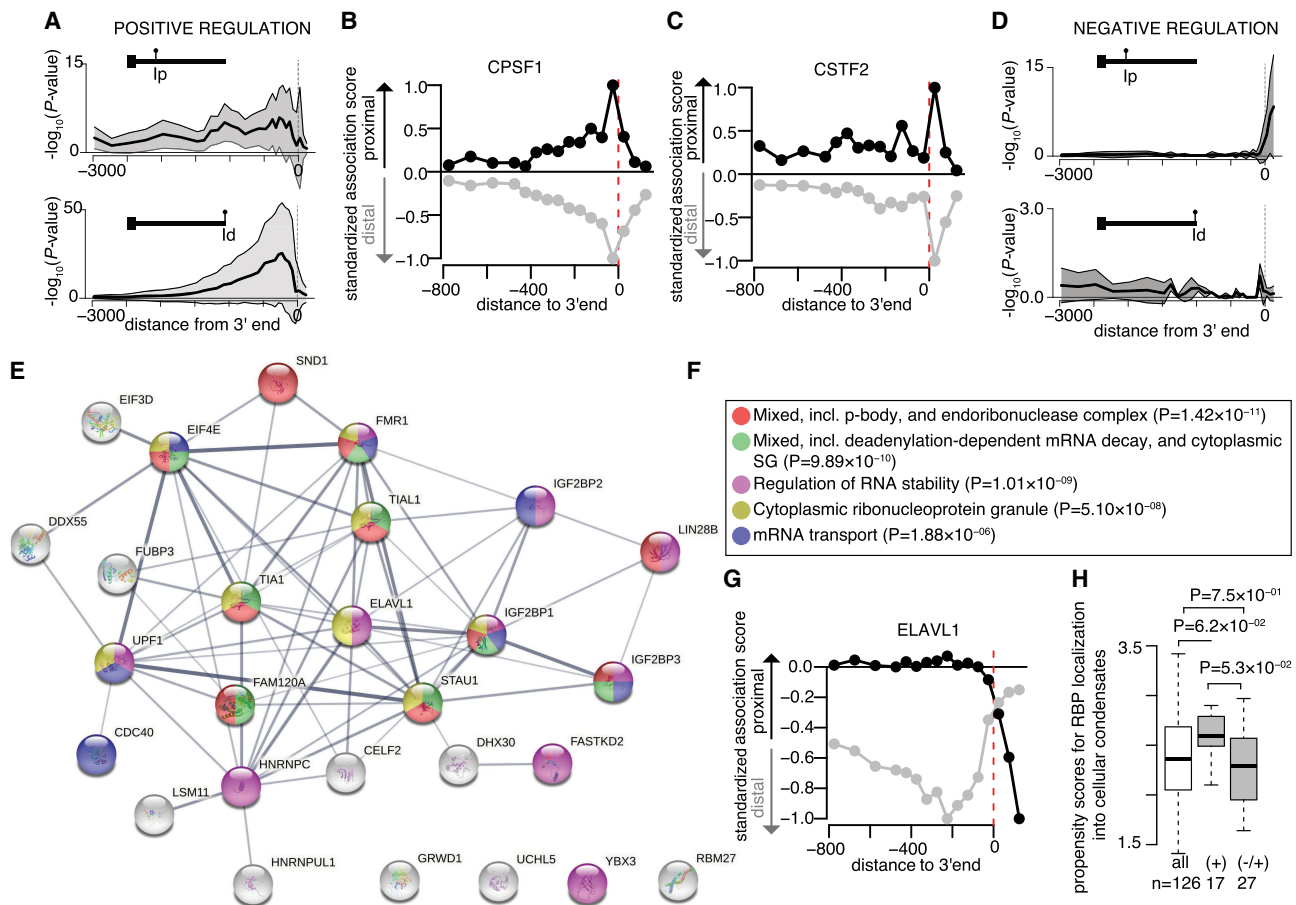 A
POSITIVE REGULATION
-log10(P-value)
15
0
Ip
−3000
0
-log10(P-value)
50
0
Id
−3000
0
distance from 3' end
B
CPSF1
standardized association score
distal
proximal
1.0
0.5
0.0
−0.5
−1.0
−800
−400
0
distance to 3'end
C
CSTF2
standardized association score
distal
proximal
1.0
0.5
0.0
−0.5
−1.0
−800
−400
0
distance to 3'end
D
NEGATIVE REGULATION
-log10(P-value)
15
0
Ip
−3000
0
-log10(P-value)
3.0
0.0
Id
−3000
0
distance from 3' end
E
SND1
EIF3D
EIF4E
FMR1
TIAL1
IGF2BP2
LIN28B
DDX55
FUBP3
TIA1
ELAVL1
IGF2BP1
UPF1
IGF2BP3
FAM120A
STAU1
CDC40
CELF2
DHX30
FASTKD2
HNRNPC
LSM11
HNRNPUL1
GRWD1
UCHL5
YBX3
RBM27
F
Mixed, incl. p-body, and endoribonuclease complex (P=1.42×10−11)
Mixed, incl. deadenylation-dependent mRNA decay, and cytoplasmic
SG (P=9.89×10−10)
Regulation of RNA stability (P=1.01×10−09)
Cytoplasmic ribonucleoprotein granule (P=5.10×10−08)
mRNA transport (P=1.88×10−06)
G
ELAVL1
standardized association score
distal
proximal
0.0
−0.2
−0.4
−0.6
−0.8
−1.0
−800
−400
0
distance to 3'end
H
propensity scores for RBP localization
into cellular condensates
P=7.5×10−01
P=6.2×10−02
P=5.3×10−02
3.5
1.5
all
(+)
(-/+)
n=126
17
27